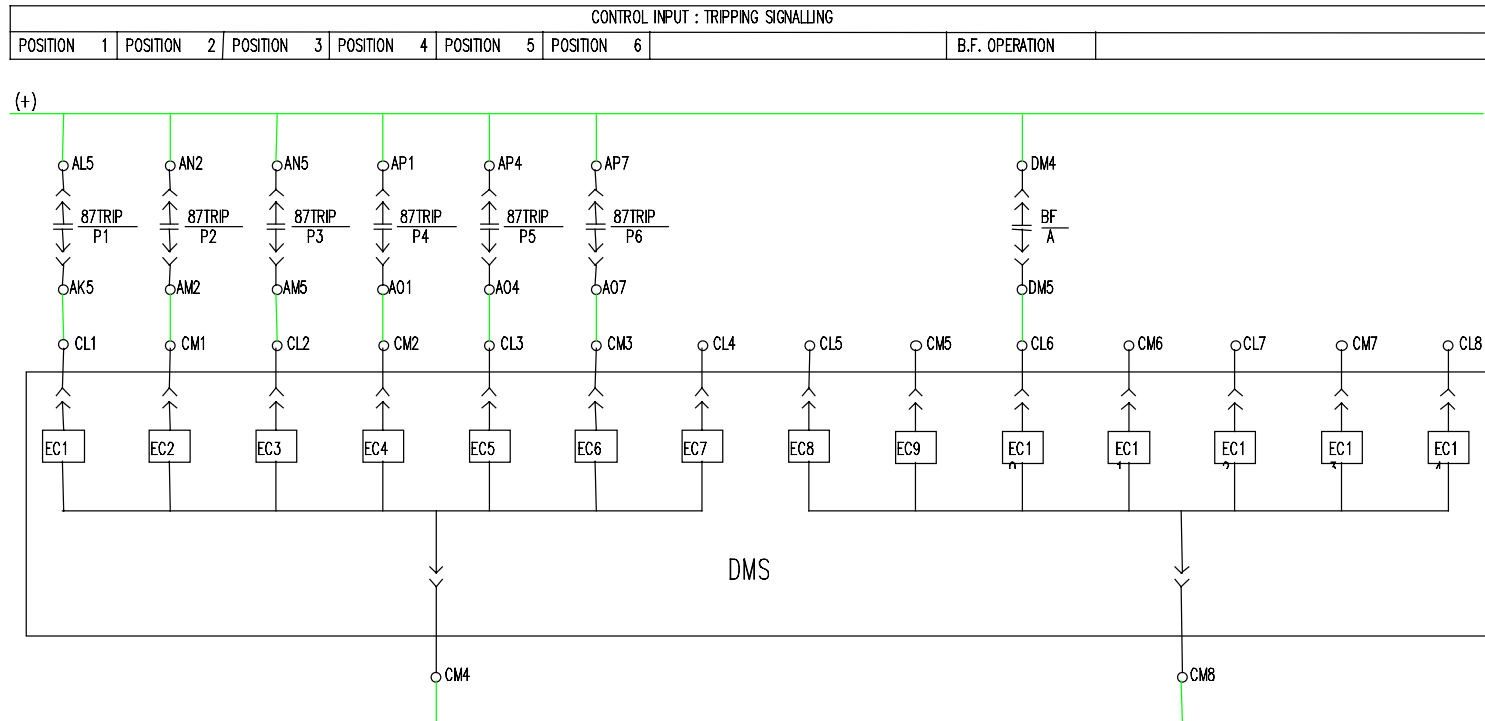 CONTROL INPUT : TRIPPING SIGNALLING
POSITION 1 POSITION 2 POSITION 3 POSITION 4 POSITION 5 POSITION 6 B.F. OPERATION
(+)
AL5 AN2 AN5 AP1 AP4 AP7 DM4
87TRIP 87TRIP 87TRIP 87TRIP 87TRIP 87TRIP BF
P1 P2 P3 P4 P5 P6 A
AK5 AM2 AM5 AO1 AO4 AO7 DM5
CL1 CM1 CL2 CM2 CL3 CM3 CL4 CL5 CM5 CL6 CM6 CL7 CM7 CL8
EC1 EC2 EC3 EC4 EC5 EC6 EC7 EC8 EC9 EC1 EC1 EC1 EC1 EC1
DMS
CM4 CM8